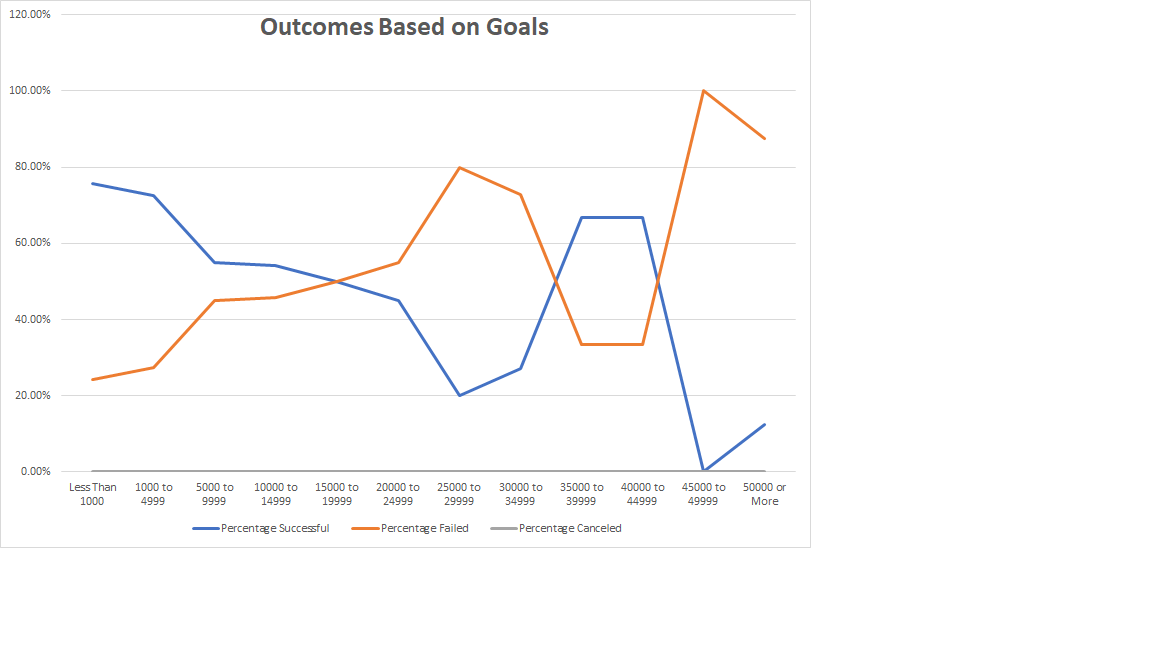 Outcomes Based on Goals
120.00%
100.00%
80.00%
60.00%
40.00%
20.00%
0.00%
Less Than
1000
1000 to
4999
5000 to
9999
10000 to
14999
15000 to
19999
20000 to
24999
25000 to
29999
30000 to
34999
35000 to
39999
40000 to
44999
45000 to
49999
50000 or
More
Percentage Successful
Percentage Failed
Percentage Canceled